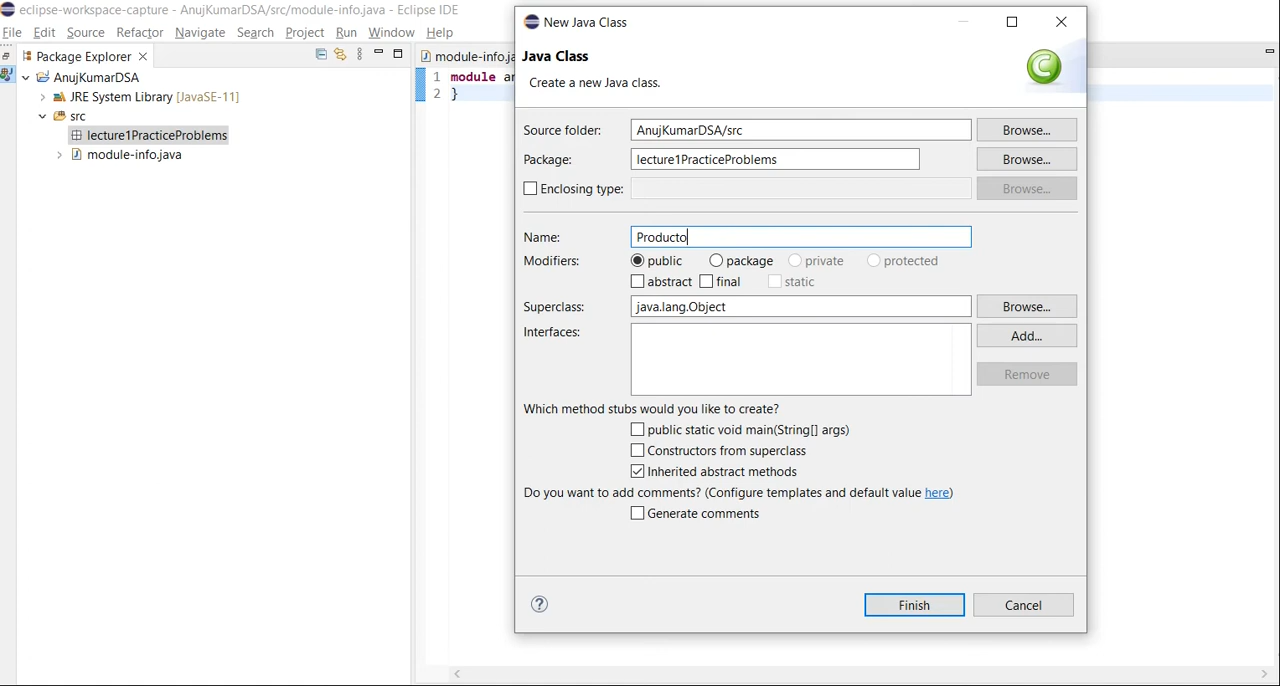 eclipse-workspace-capture - AnujKumarDSA/src/module-info.java - Eclipse IDE
File Edit Source Refactor Navigate Search Project Run Window Help
Package Explorer
AnujKumarDSA
JRE System Library [JavaSE-11]
src
lecture1PracticeProblems
module-info.java
module-info.ja
1 module an
2 }
New Java Class
Java Class
Create a new Java class.
Source folder: AnujKumarDSA/src Browse...
Package: lecture1PracticeProblems Browse...
Enclosing type: Browse...
Name: Producto
Modifiers: public package private protected
abstract final static
Superclass: java.lang.Object Browse...
Interfaces: Add...
Remove
Which method stubs would you like to create?
public static void main(String[] args)
Constructors from superclass
Inherited abstract methods
Do you want to add comments? (Configure templates and default value here)
Generate comments
? Finish Cancel